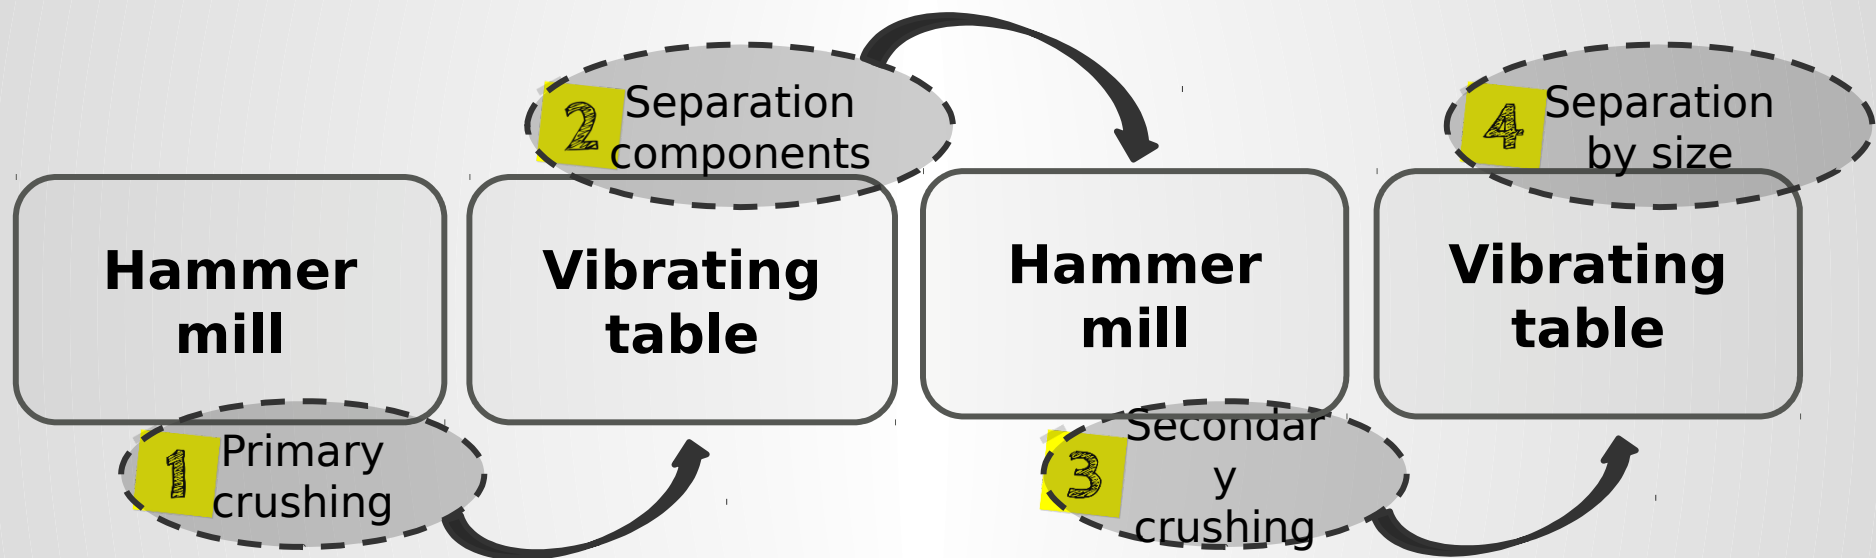 Hammer
mill
1
Primary
crushing
Vibrating
table
2
Separation
components
Hammer
mill
3
Secondar
y
crushing
Vibrating
table
4
Separation
by size